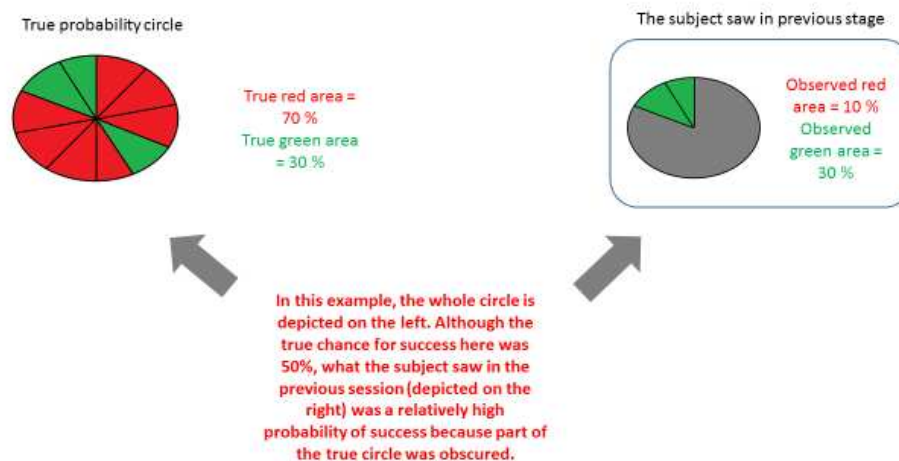 True probability circle
The subject saw in previous stage
True red area =
70 %
True green area
= 30 %
Observed red
area = 10 %
Observed
green area =
30 %
In this example, the whole circle is
depicted on the left. Although the
true chance for success here was
50%, what the subject saw in the
previous session (depicted on the
right) was a relatively high
probability of success because part of
the true circle was obscured.